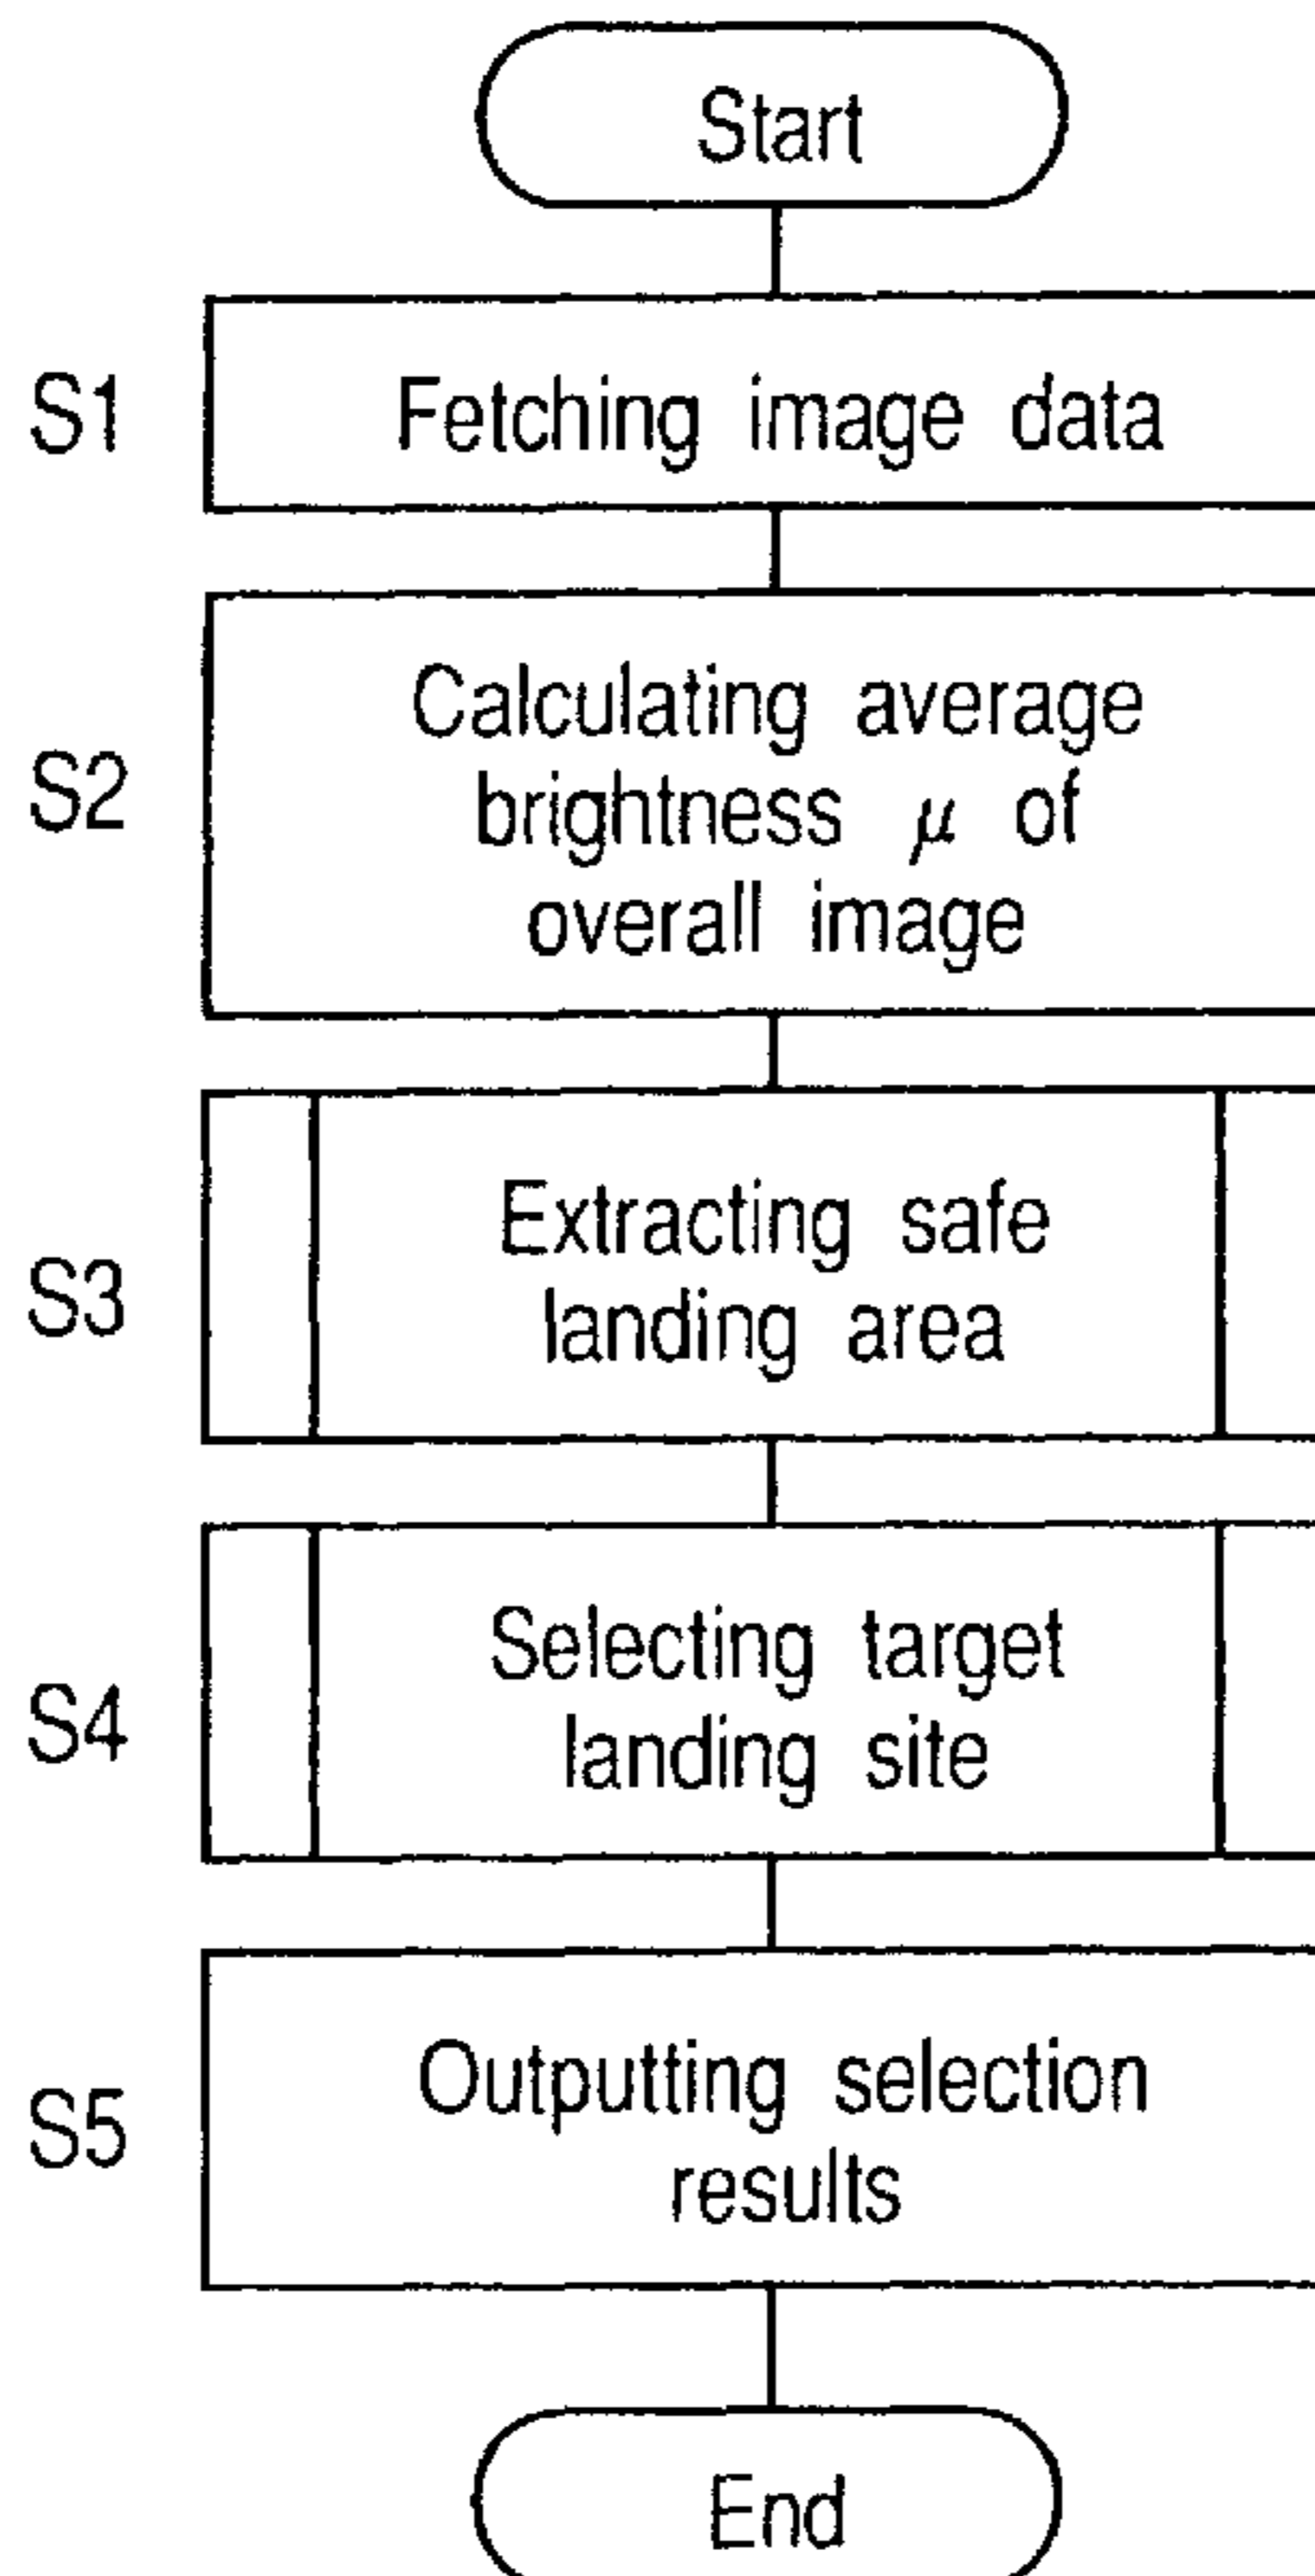 Start
S1
Fetching image data
S2
Calculating average
brightness μ of
overall image
S3
Extracting safe
landing area
S4
Selecting target
landing site
S5
Outputting selection
results
End